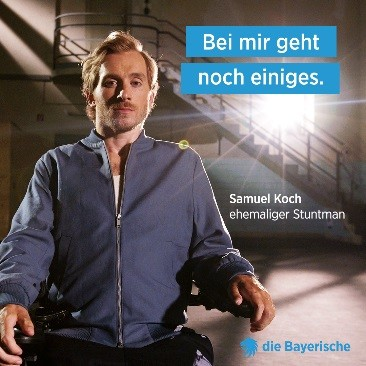 Bei mir geht
noch einiges.
Samuel Koch
ehemaliger Stuntman
die Bayerische